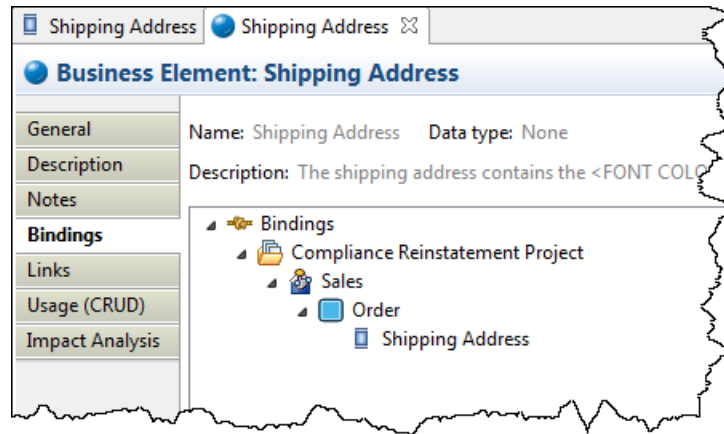 Shipping Address Shipping Address
Business Element: Shipping Address
General
Description
Notes
Bindings
Links
Usage (CRUD)
Impact Analysis
Name: Shipping Address Data type: None
Description: The shipping address contains the <FONT COLO
Bindings
Compliance Reinstatement Project
Sales
Order
Shipping Address